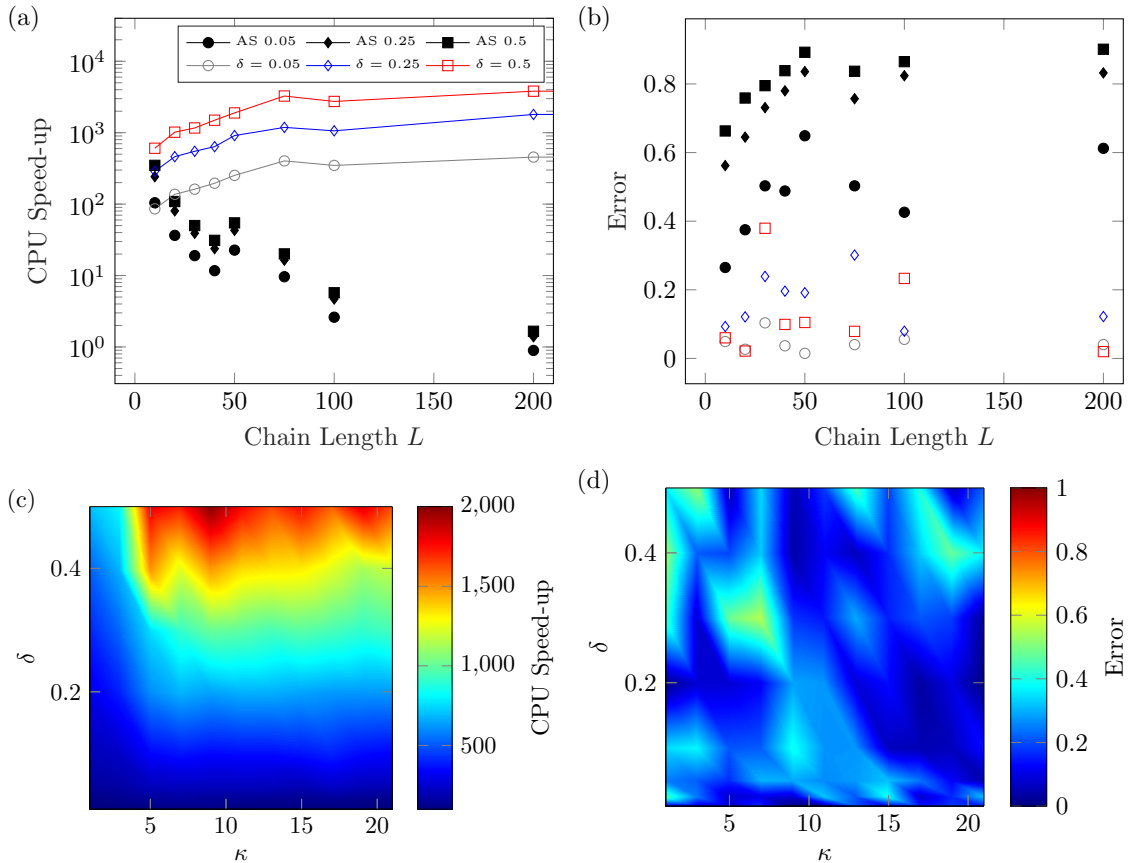 (a)
AS 0.05 AS 0.25 AS 0.5
δ = 0.05 δ = 0.25 δ = 0.5
10^4
10^3
10^2
10^1
10^0
CPU Speed-up
0 50 100 150 200
Chain Length L
(b)
0.8
0.6
0.4
0.2
0
Error
0 50 100 150 200
Chain Length L
(c)
0.4
0.2
δ
5 10 15 20
κ
2,000
1,500
1,000
500
CPU Speed-up
(d)
0.4
0.2
δ
5 10 15 20
κ
1
0.8
0.6
0.4
0.2
0
Error